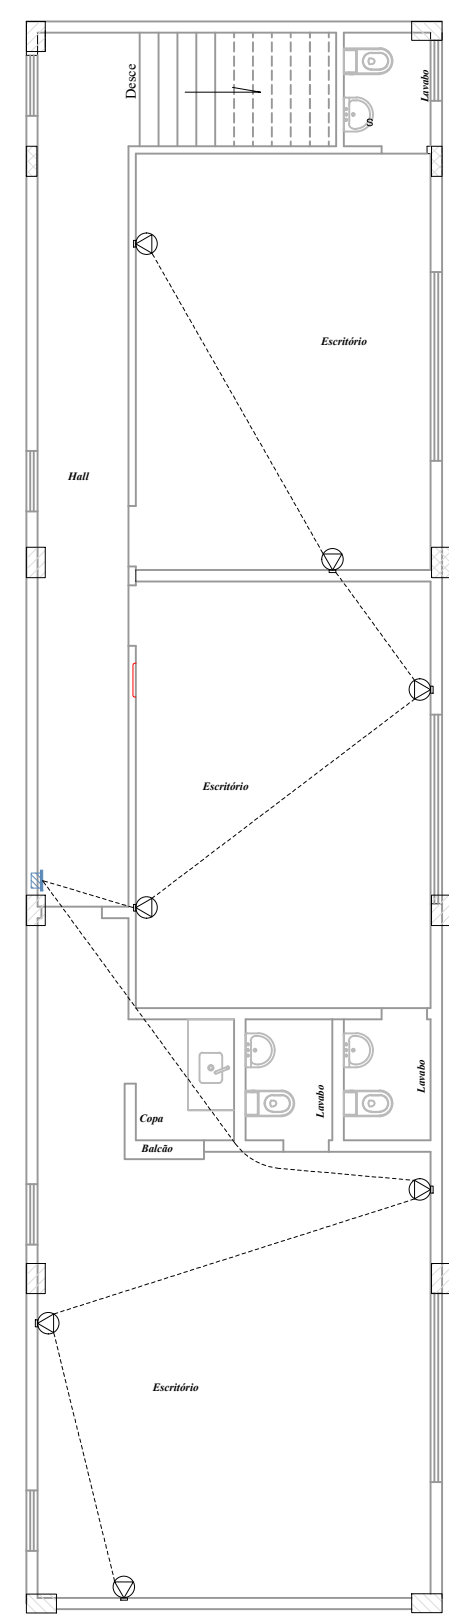 Desce
Lavabo
S
Escritório
Hall
Escritório
Lavabo
Lavabo
Copa
Balcão
Escritório